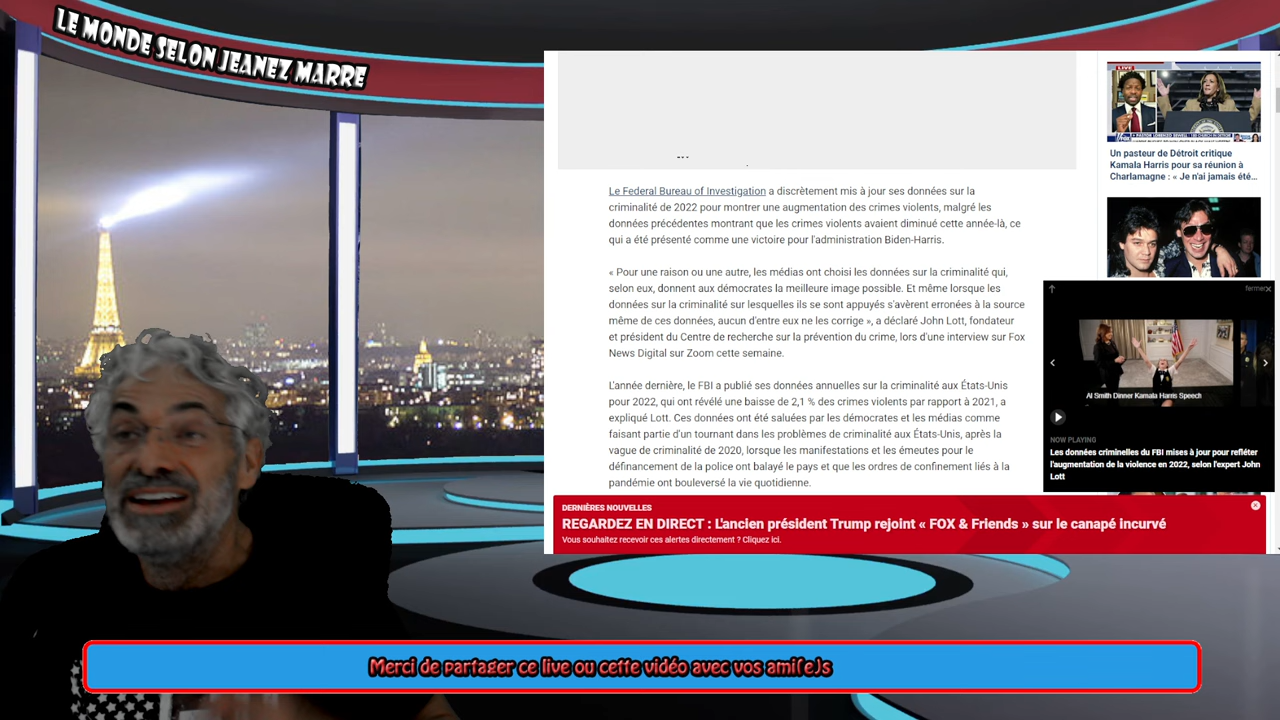 LE MONDE SELON JEANEZ MARRE
Le Federal Bureau of Investigation a discrètement mis à jour ses données sur la
criminalité de 2022 pour montrer une augmentation des crimes violents, malgré les
données précédentes montrant que les crimes violents avaient diminué cette année-là, ce
qui a été présenté comme une victoire pour l'administration Biden-Harris.
« Pour une raison ou une autre, les médias ont choisi les données sur la criminalité qui,
selon eux, donnent aux démocrates la meilleure image possible. Et même lorsque les
données sur la criminalité sur lesquelles ils se sont appuyés s'avèrent erronées à la source
même de ces données, aucun d'entre eux ne les corrige », a déclaré John Lott, fondateur
et président du Centre de recherche sur la prévention du crime, lors d'une interview sur Fox
News Digital sur Zoom cette semaine.
L'année dernière, le FBI a publié ses données annuelles sur la criminalité aux États-Unis
pour 2022, qui ont révélé une baisse de 2,1 % des crimes violents par rapport à 2021, a
expliqué Lott. Ces données ont été saluées par les démocrates et les médias comme
faisant partie d'un tournant dans les problèmes de criminalité aux États-Unis, après la
vague de criminalité de 2020, lorsque les manifestations et les émeutes pour le
définancement de la police ont balayé le pays et que les ordres de confinement liés à la
pandémie ont bouleversé la vie quotidienne.
LIVE
Un pasteur de Détroit critique
Kamala Harris pour sa réunion à
Charlamagne : « Je n'ai jamais été...
fermer
Al Smith Dinner Kamala Harris Speech
NOW PLAYING
Les données criminelles du FBI mises à jour pour refléter
l'augmentation de la violence en 2022, selon l'expert John
Lott
DERNIÈRES NOUVELLES
REGARDEZ EN DIRECT : L'ancien président Trump rejoint « FOX & Friends » sur le canapé incurvé
Vous souhaitez recevoir ces alertes directement ? Cliquez ici.
Merci de partager ce live ou cette vidéo avec vos ami(e)s